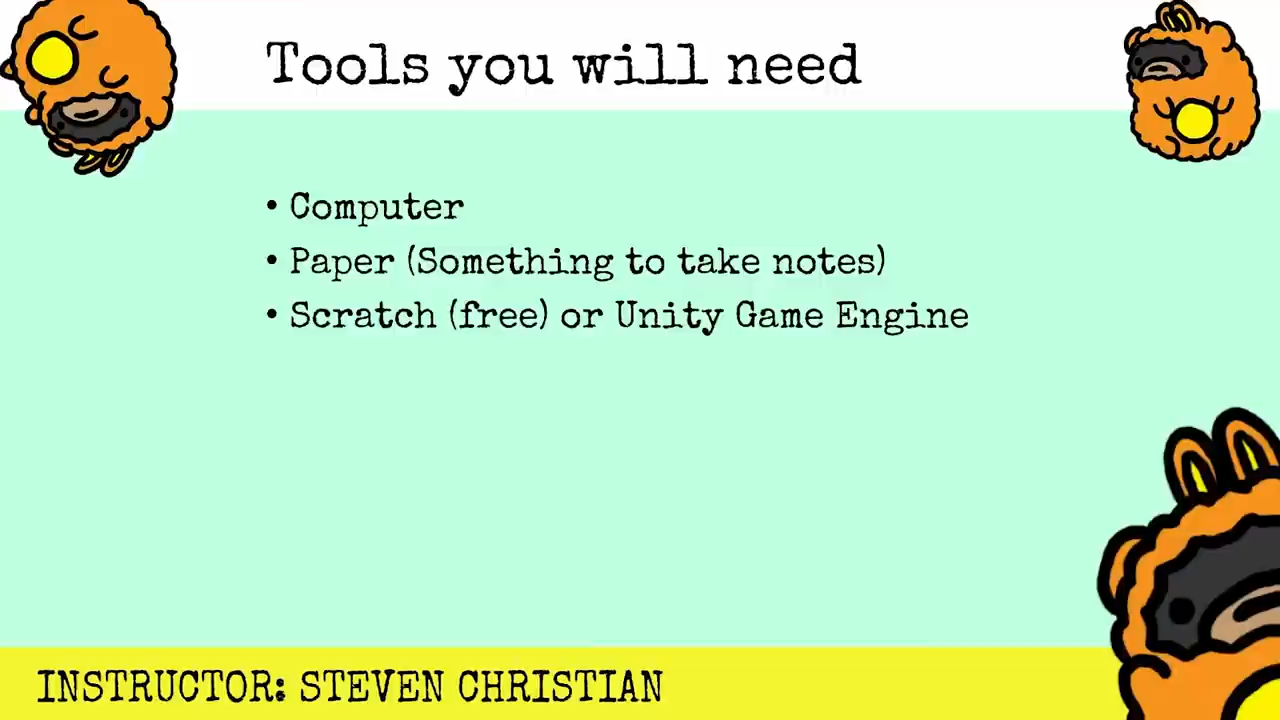 Tools you will need
• Computer
• Paper (Something to take notes)
• Scratch (free) or Unity Game Engine
INSTRUCTOR: STEVEN CHRISTIAN